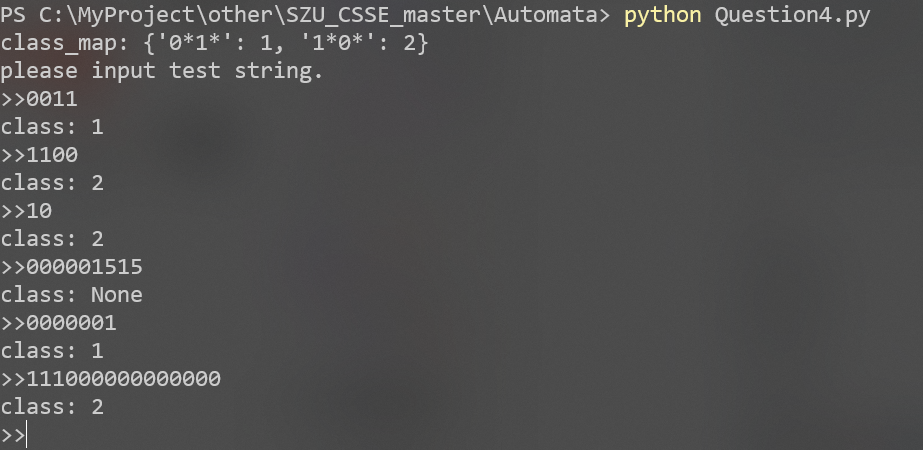 PS C:\MyProject\other\SZU_CSSE_master\Automata> python Question4.py
class_map: {'0*1*': 1, '1*0*': 2}
please input test string.
>>0011
class: 1
>>1100
class: 2
>>10
class: 2
>>000001515
class: None
>>0000001
class: 1
>>111000000000000
class: 2
>>